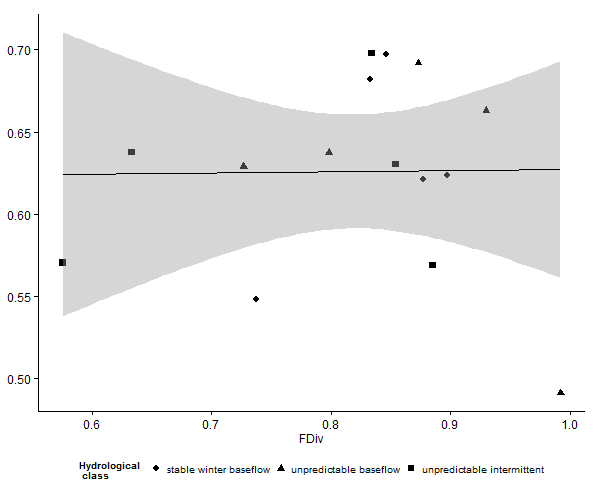 0.70
0.65
0.60
0.55
0.50
0.6 0.7 0.8 0.9 1.0
FDiv
Hydrological
class
stable winter baseflow unpredictable baseflow unpredictable intermittent